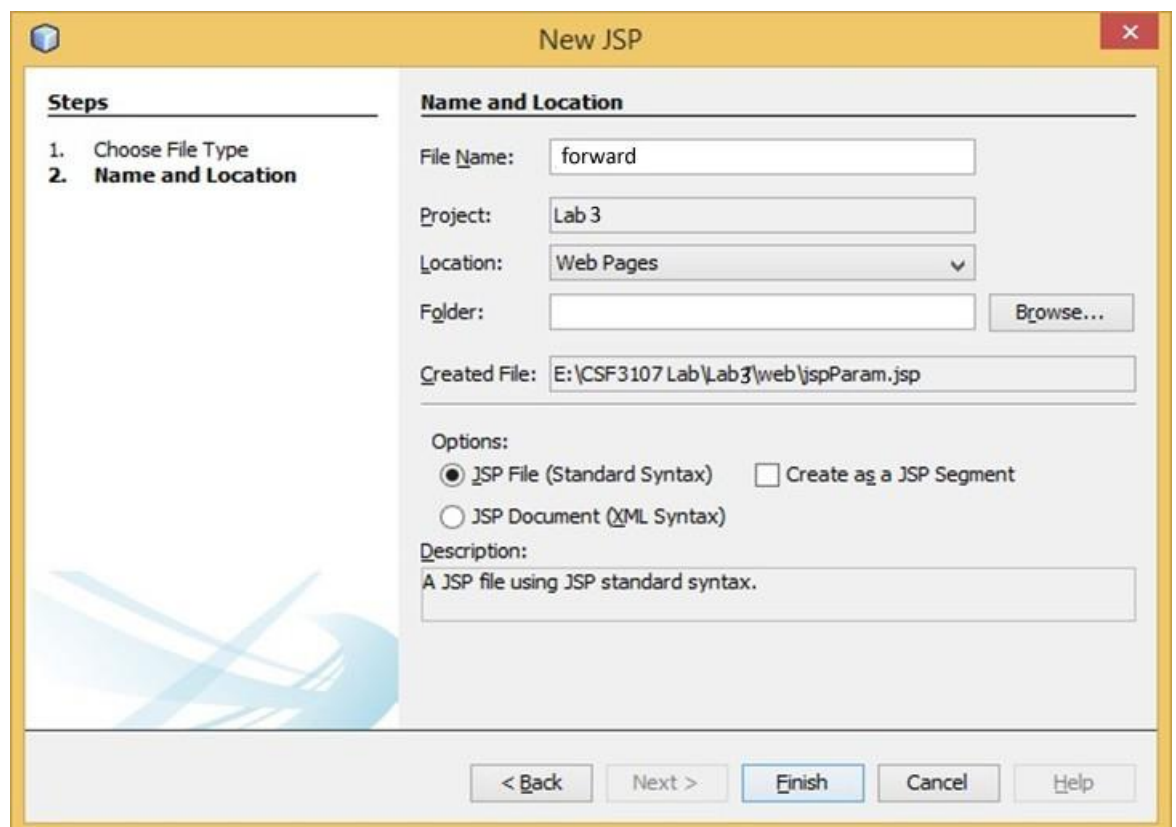 New JSP
Steps
1. Choose File Type
2. Name and Location
Name and Location
File Name: forward
Project: Lab 3
Location: Web Pages
Folder:
Browse...
Created File: E:\CSF3107 Lab\Lab3\web\jspParam.jsp
Options:
JSP File (Standard Syntax) Create as a JSP Segment
JSP Document (XML Syntax)
Description:
A JSP file using JSP standard syntax.
< Back Next > Finish Cancel Help